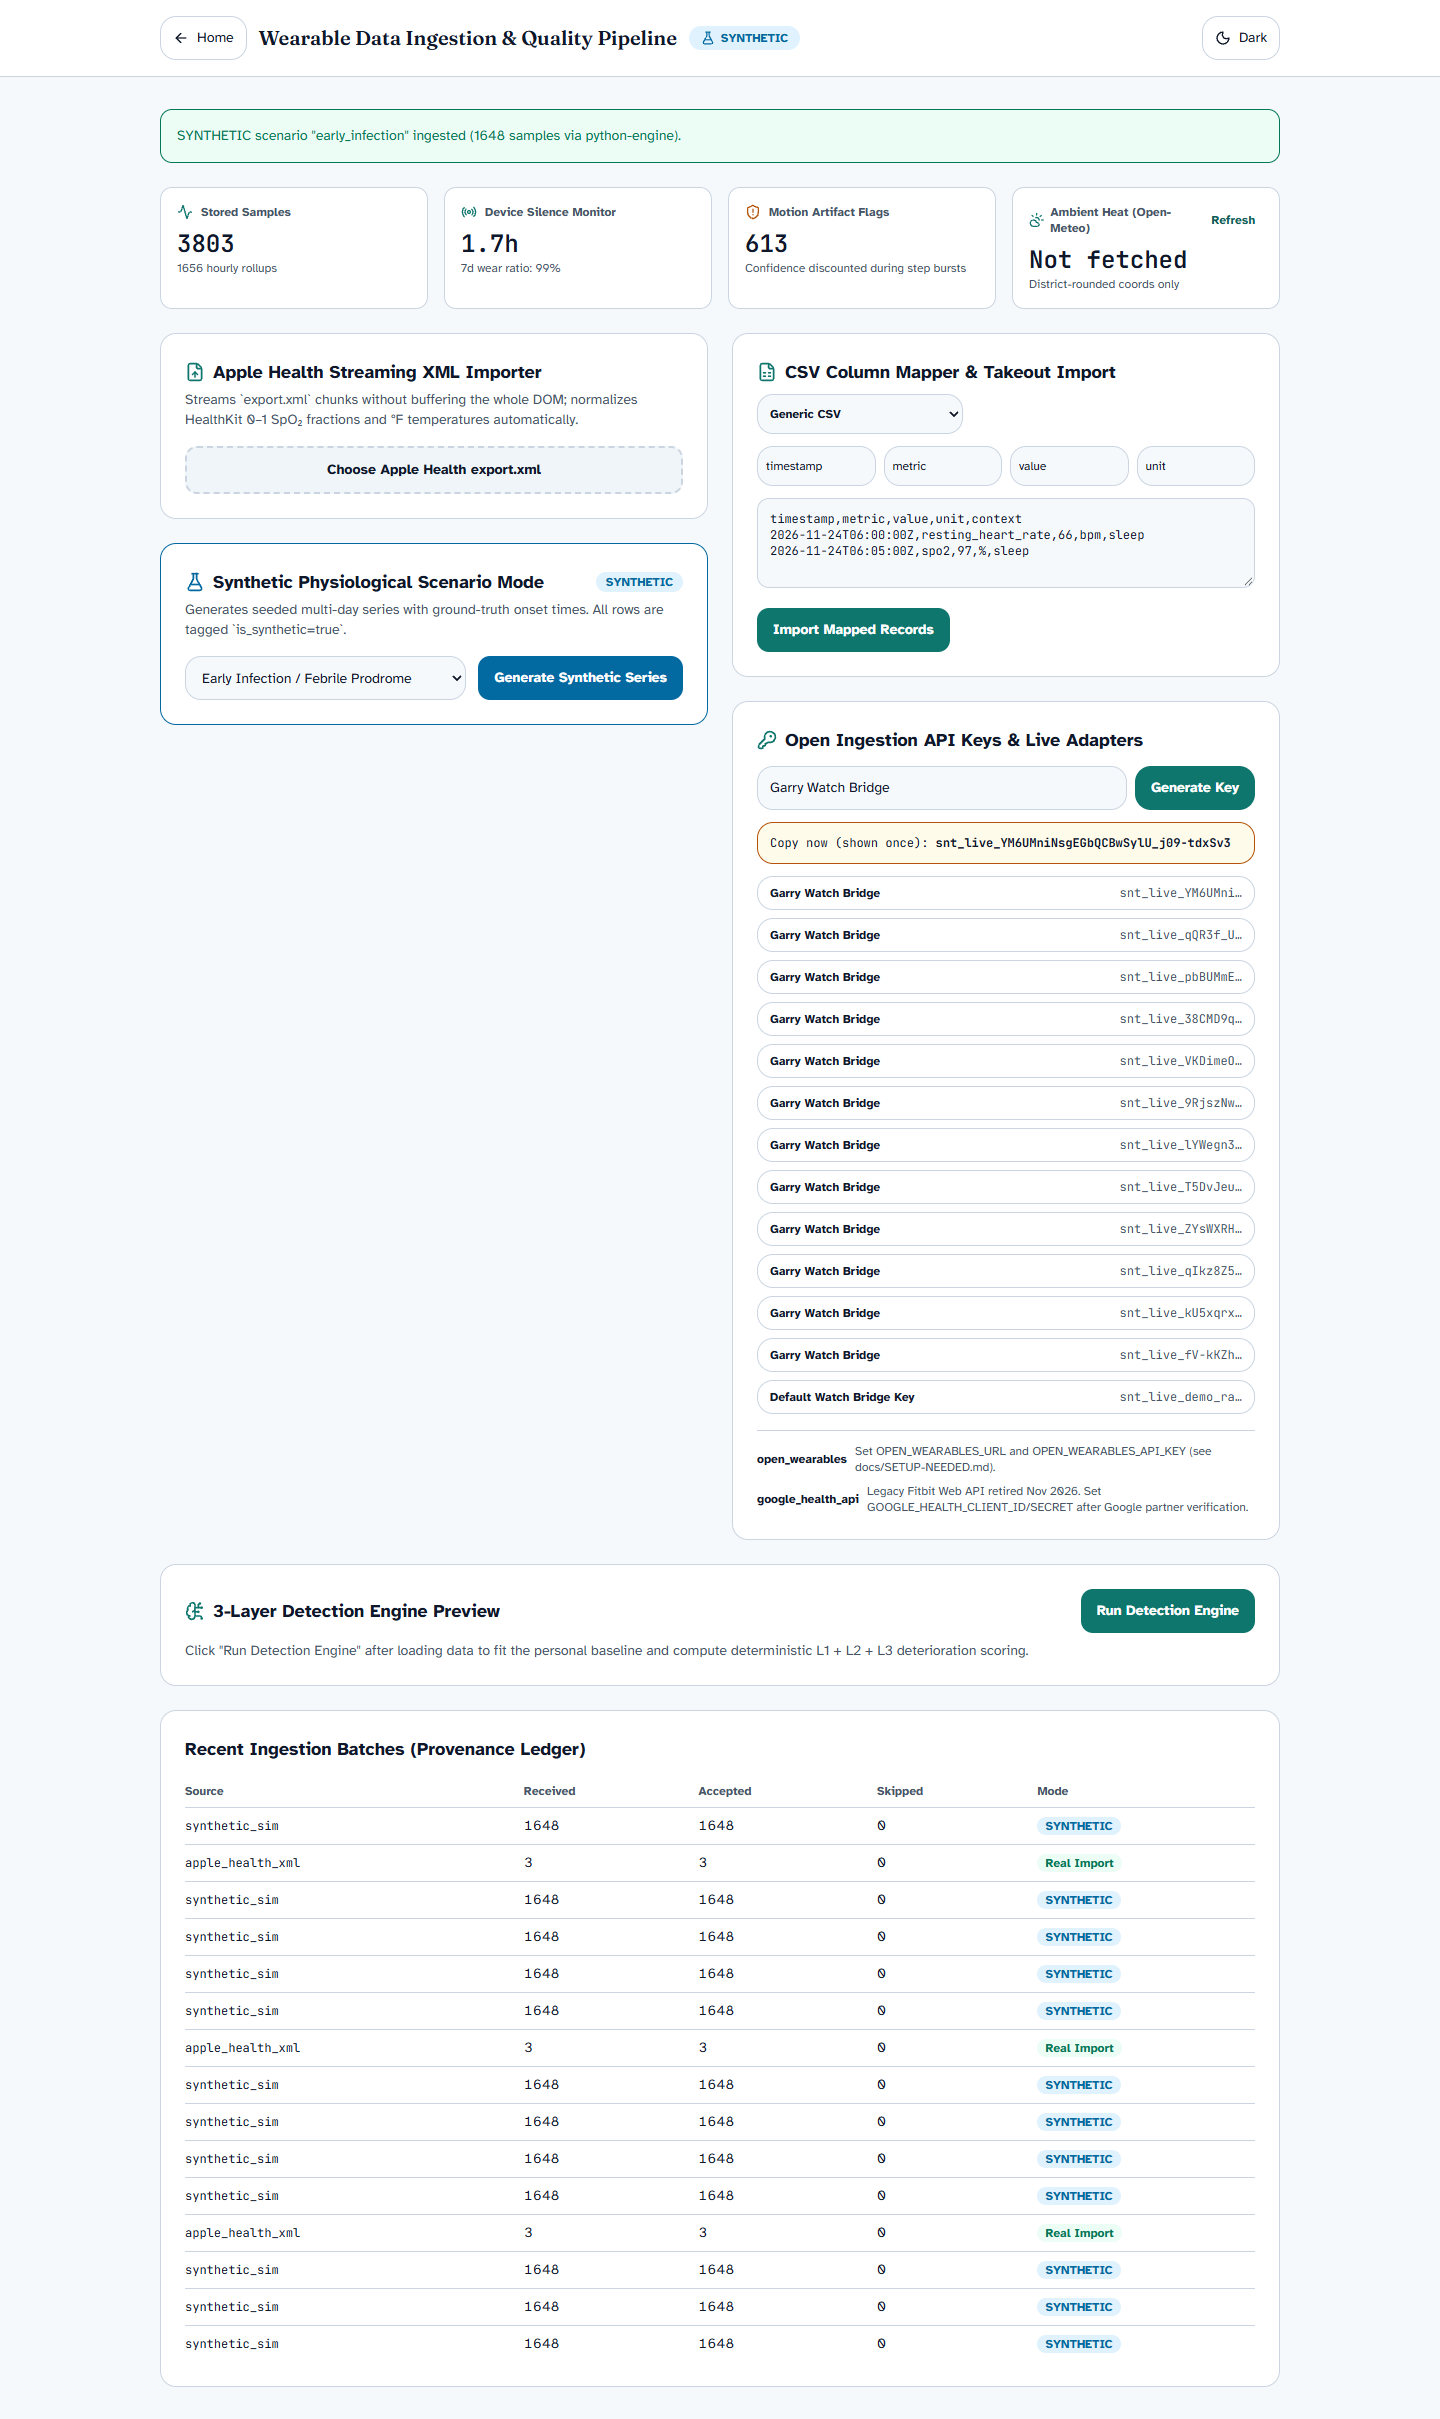 Home
Wearable Data Ingestion & Quality Pipeline
SYNTHETIC
Dark
SYNTHETIC scenario "early_infection" ingested (1648 samples via python-engine).
Stored Samples
3803
1656 hourly rollups
Device Silence Monitor
1.7h
7d wear ratio: 99%
Motion Artifact Flags
613
Confidence discounted during step bursts
Ambient Heat (Open-
Meteo)
Refresh
Not fetched
District-rounded coords only
Apple Health Streaming XML Importer
Streams `export.xml` chunks without buffering the whole DOM; normalizes
HealthKit 0–1 SpO₂ fractions and °F temperatures automatically.
Choose Apple Health export.xml
Synthetic Physiological Scenario Mode
SYNTHETIC
Generates seeded multi-day series with ground-truth onset times. All rows are
tagged `is_synthetic=true`.
Early Infection / Febrile Prodrome
Generate Synthetic Series
CSV Column Mapper & Takeout Import
Generic CSV
timestamp
metric
value
unit
timestamp,metric,value,unit,context
2026-11-24T06:00:00Z,resting_heart_rate,66,bpm,sleep
2026-11-24T06:05:00Z,spo2,97,%,sleep
Import Mapped Records
Open Ingestion API Keys & Live Adapters
Garry Watch Bridge
Generate Key
Copy now (shown once): snt_live_YM6UMniNsgEGbQCBwSylU_j09-tdxSv3
Garry Watch Bridge snt_live_YM6UMni…
Garry Watch Bridge snt_live_qQR3f_U…
Garry Watch Bridge snt_live_pbBUMmE…
Garry Watch Bridge snt_live_38CMD9q…
Garry Watch Bridge snt_live_VKDimeO…
Garry Watch Bridge snt_live_9RjszNw…
Garry Watch Bridge snt_live_lYWegn3…
Garry Watch Bridge snt_live_T5DvJeu…
Garry Watch Bridge snt_live_ZYsWXRH…
Garry Watch Bridge snt_live_qIkz8Z5…
Garry Watch Bridge snt_live_kU5xqrx…
Garry Watch Bridge snt_live_fV-kKZh…
Default Watch Bridge Key snt_live_demo_ra…
open_wearables
Set OPEN_WEARABLES_URL and OPEN_WEARABLES_API_KEY (see
docs/SETUP-NEEDED.md).
google_health_api
Legacy Fitbit Web API retired Nov 2026. Set
GOOGLE_HEALTH_CLIENT_ID/SECRET after Google partner verification.
3-Layer Detection Engine Preview
Run Detection Engine
Click "Run Detection Engine" after loading data to fit the personal baseline and compute deterministic L1 + L2 + L3 deterioration scoring.
Recent Ingestion Batches (Provenance Ledger)
Source Received Accepted Skipped Mode
synthetic_sim 1648 1648 0 SYNTHETIC
apple_health_xml 3 3 0 Real Import
synthetic_sim 1648 1648 0 SYNTHETIC
synthetic_sim 1648 1648 0 SYNTHETIC
synthetic_sim 1648 1648 0 SYNTHETIC
synthetic_sim 1648 1648 0 SYNTHETIC
apple_health_xml 3 3 0 Real Import
synthetic_sim 1648 1648 0 SYNTHETIC
synthetic_sim 1648 1648 0 SYNTHETIC
synthetic_sim 1648 1648 0 SYNTHETIC
synthetic_sim 1648 1648 0 SYNTHETIC
apple_health_xml 3 3 0 Real Import
synthetic_sim 1648 1648 0 SYNTHETIC
synthetic_sim 1648 1648 0 SYNTHETIC
synthetic_sim 1648 1648 0 SYNTHETIC